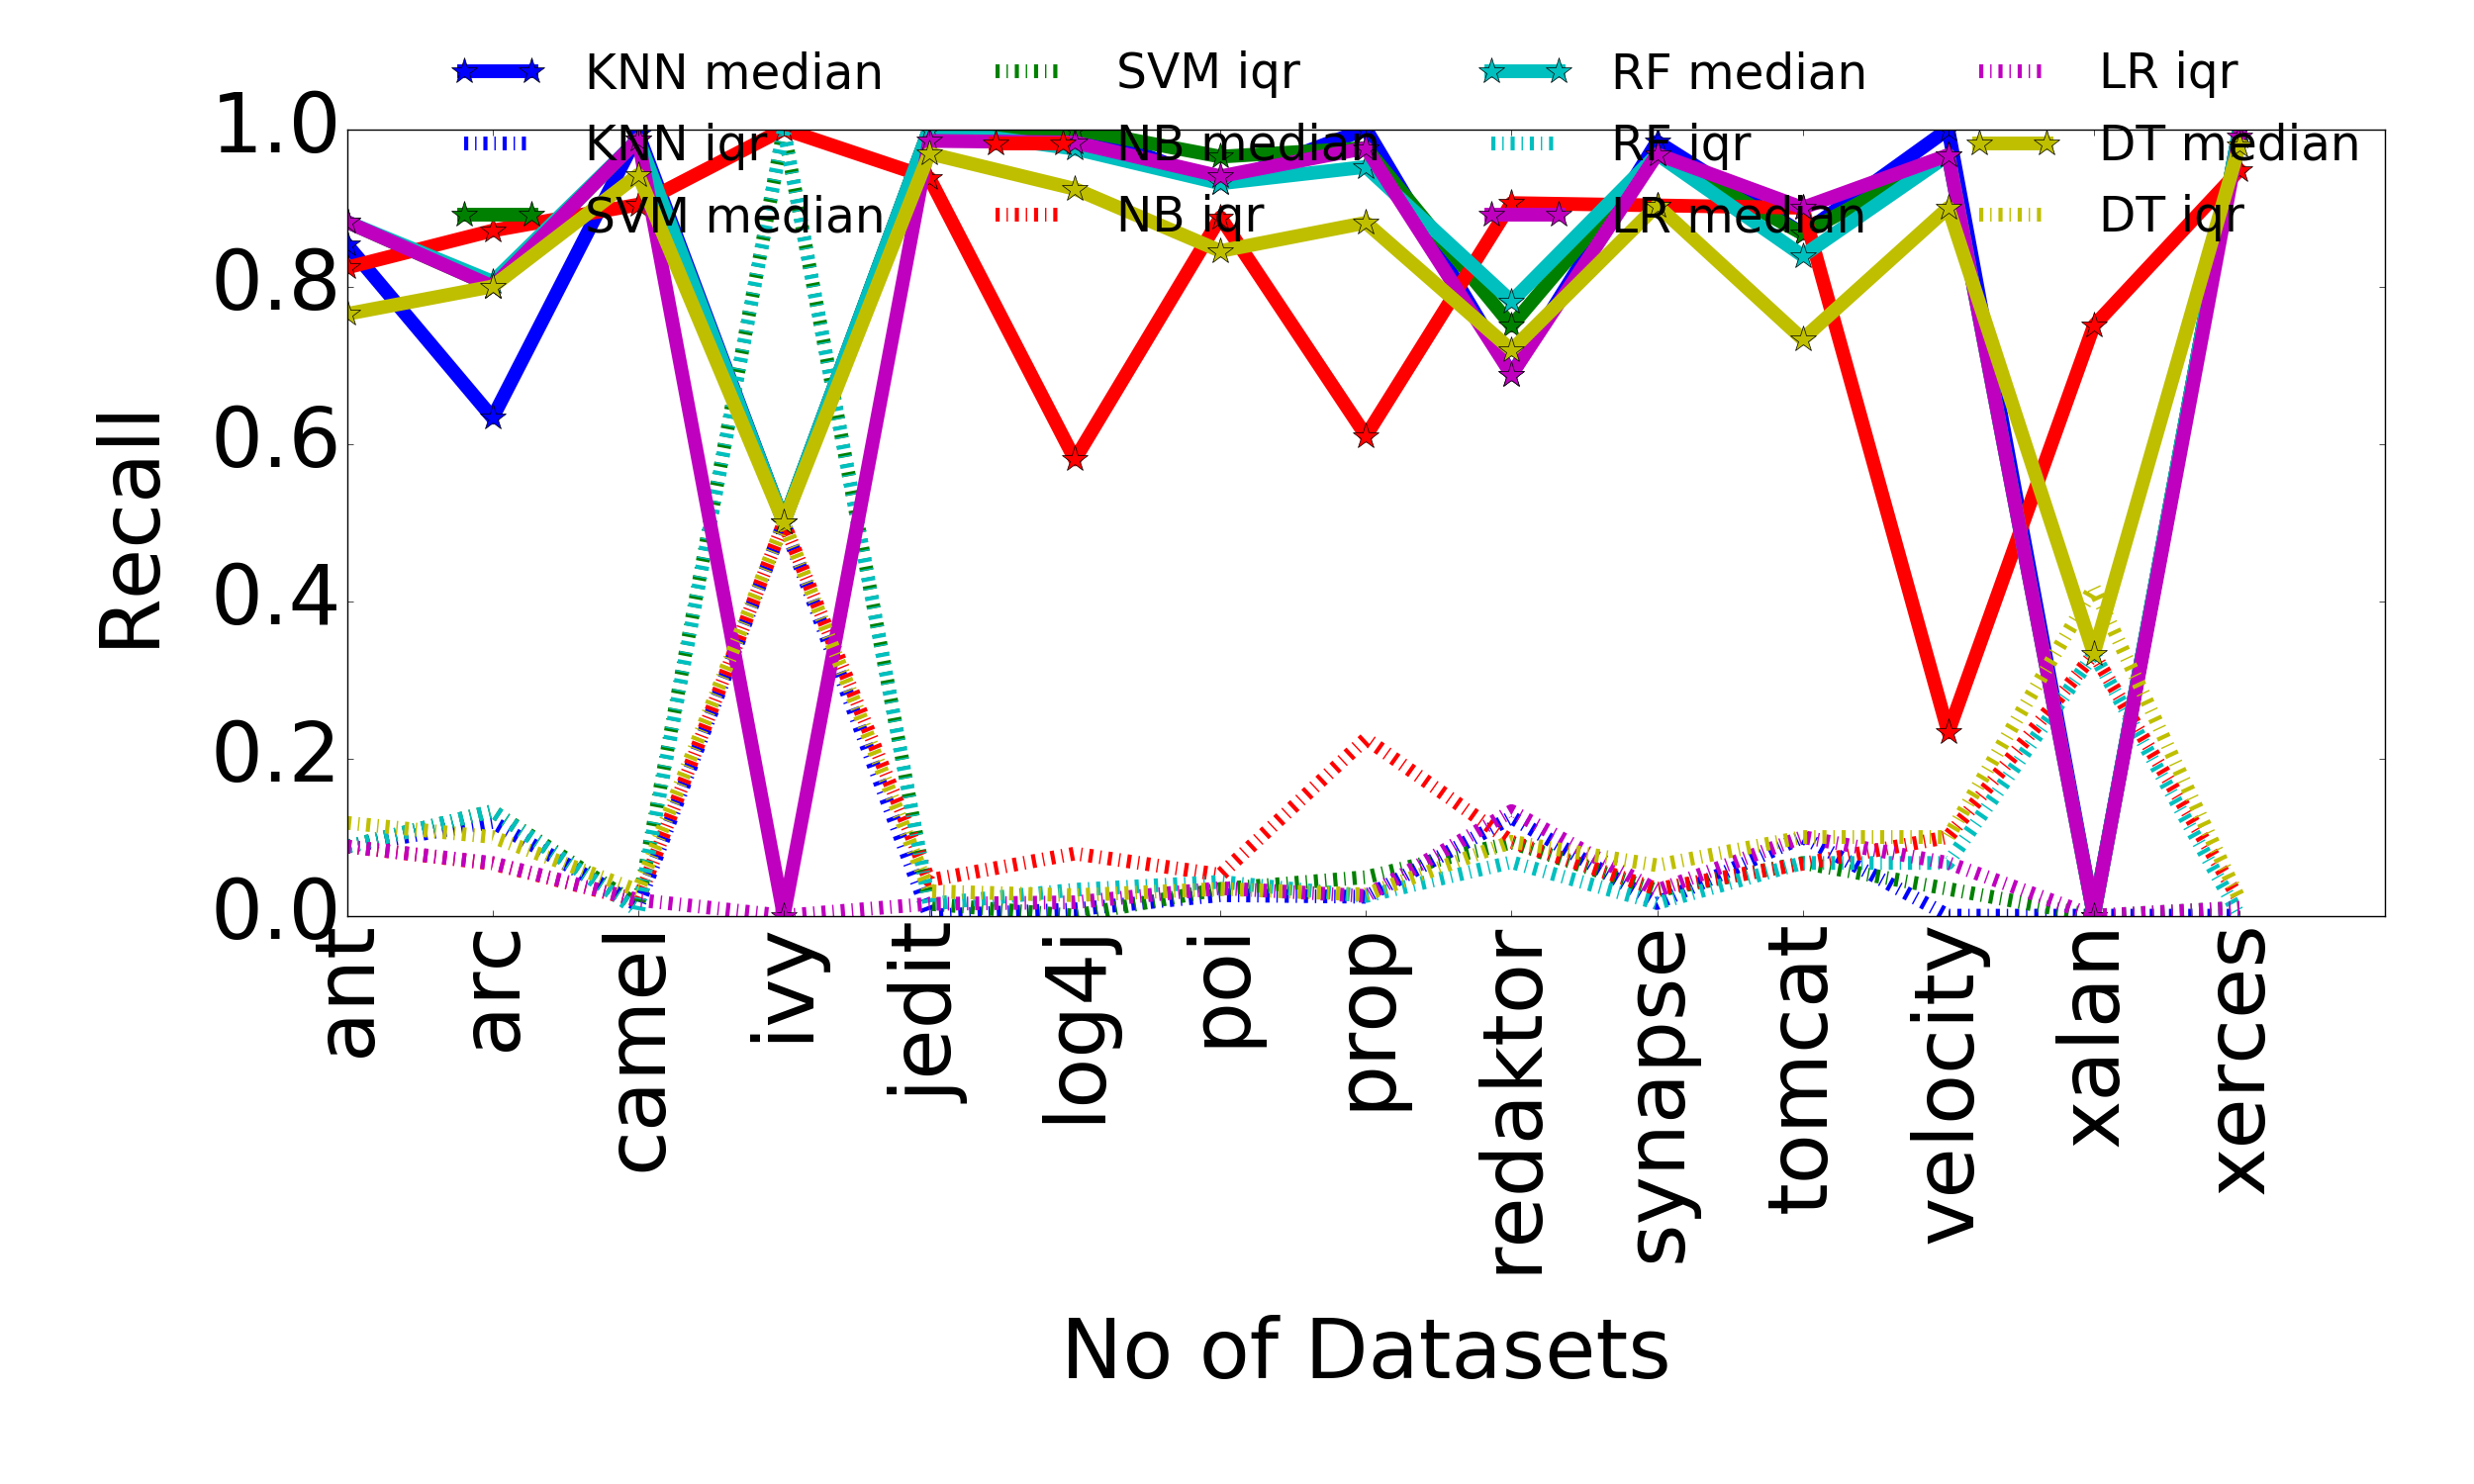 KNN median
SVM iqr
RF median
LR iqr
KNN iqr
NB median
RF iqr
DT median
SVM median
NB iqr
LR median
DT iqr
1.0
0.8
0.6
0.4
0.2
0.0
Recall
ant
arc
camel
ivy
jedit
log4j
poi
prop
redaktor
synapse
tomcat
velocity
xalan
xerces
No of Datasets